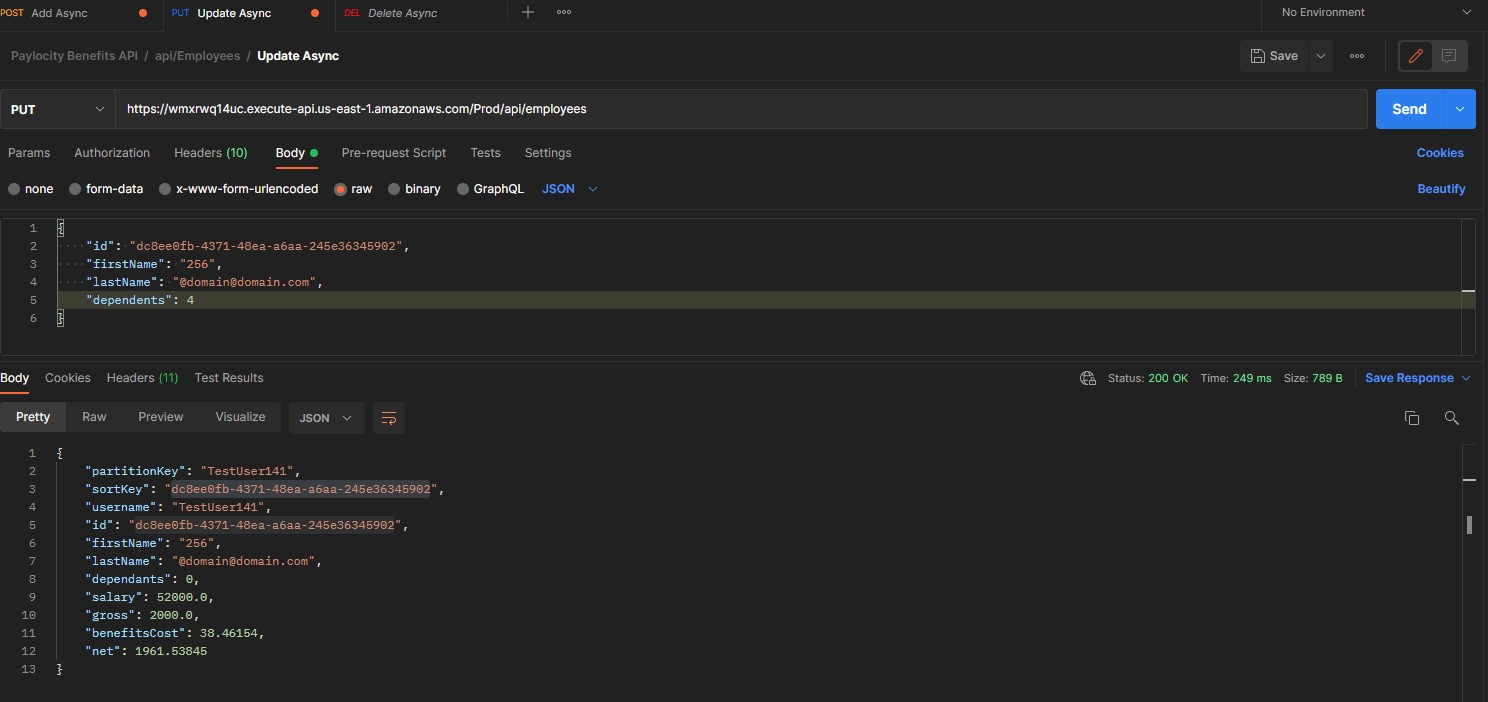 POST Add Async PUT Update Async DEL Delete Async No Environment
Paylocity Benefits API / api/Employees / Update Async Save
PUT https://wmxrwq14uc.execute-api.us-east-1.amazonaws.com/Prod/api/employees Send
Params Authorization Headers (10) Body Pre-request Script Tests Settings Cookies
none form-data x-www-form-urlencoded raw binary GraphQL JSON Beautify
1 {
2 "id": "dc8ee0fb-4371-48ea-a6aa-245e36345902",
3 "firstName": "256",
4 "lastName": "@domain@domain.com",
5 "dependents": 4
6 }
Body Cookies Headers (11) Test Results Status: 200 OK Time: 249 ms Size: 789 B Save Response
Pretty Raw Preview Visualize JSON
1 {
2 "partitionKey": "TestUser141",
3 "sortKey": "dc8ee0fb-4371-48ea-a6aa-245e36345902",
4 "username": "TestUser141",
5 "id": "dc8ee0fb-4371-48ea-a6aa-245e36345902",
6 "firstName": "256",
7 "lastName": "@domain@domain.com",
8 "dependants": 0,
9 "salary": 52000.0,
10 "gross": 2000.0,
11 "benefitsCost": 38.46154,
12 "net": 1961.53845
13 }